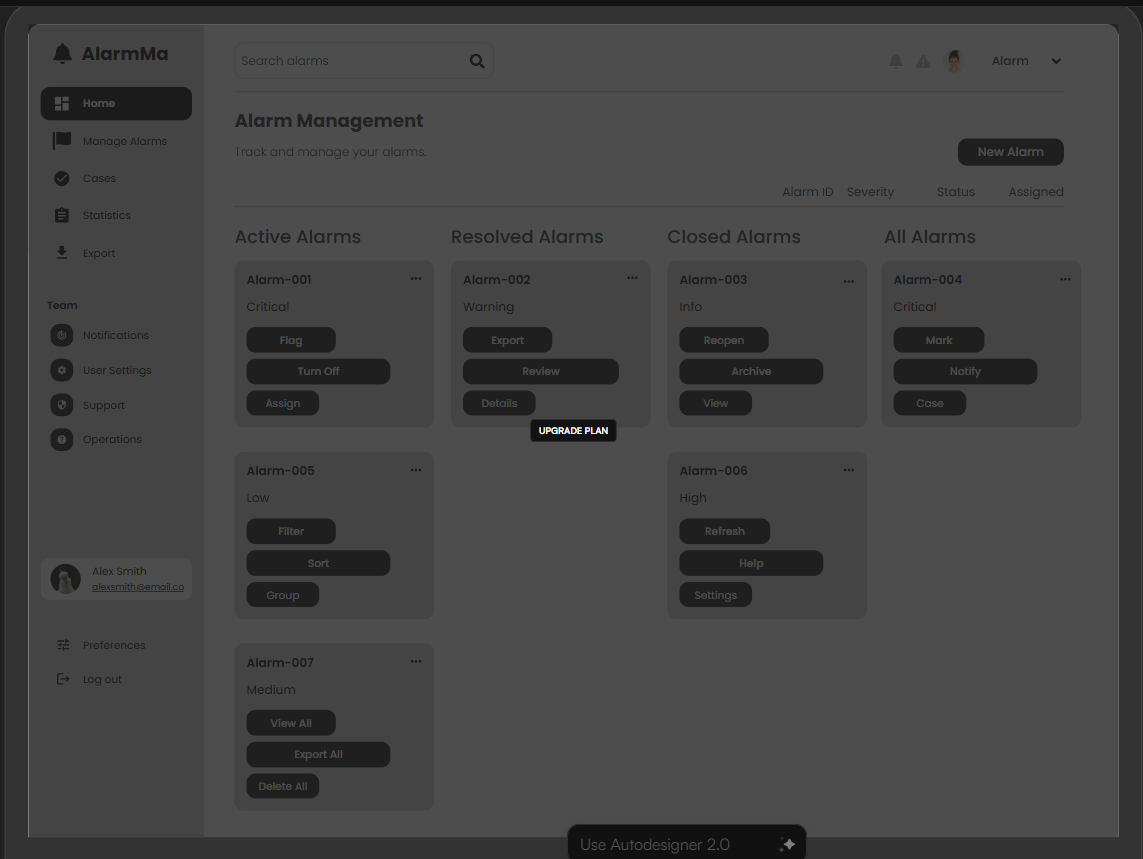 AlarmMa
Search alarms
Alarm
Home
Manage Alarms
Cases
Statistics
Export
Team
Notifications
User Settings
Support
Operations
Alex Smith
alexsmith@email.co
Preferences
Log out
Alarm Management
Track and manage your alarms.
New Alarm
Alarm ID Severity Status Assigned
Active Alarms
Alarm-001
Critical
Flag
Turn Off
Assign
Alarm-005
Low
Filter
Sort
Group
Alarm-007
Medium
View All
Export All
Delete All
Resolved Alarms
Alarm-002
Warning
Export
Review
Details
UPGRADE PLAN
Closed Alarms
Alarm-003
Info
Reopen
Archive
View
Alarm-006
High
Refresh
Help
Settings
All Alarms
Alarm-004
Critical
Mark
Notify
Case
Use Autodesigner 2.0